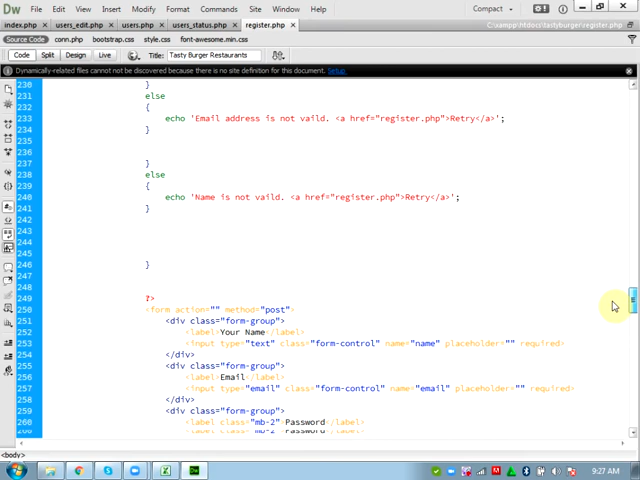 Dw File Edit View Insert Modify Format Commands Site Window Help Compact
index.php × users_edit.php × users.php × users_status.php × register.php × C:\xampp\htdocs\tastyburger\register.php
Source Code conn.php bootstrap.css style.css font-awesome.min.css
Code Split Design Live Title: Tasty Burger Restaurants
Dynamically-related files cannot be discovered because there is no site definition for this document. Setup
230 }
231 else
232 {
233 echo 'Email address is not vaild. <a href="register.php">Retry</a>';
234 }
235
236
237 }
238 else
239 {
240 echo 'Name is not vaild. <a href="register.php">Retry</a>';
241 }
242
243
244
245
246 }
247
248
249 ?>
250 <form action="" method="post">
251 <div class="form-group">
252 <label>Your Name</label>
253 <input type="text" class="form-control" name="name" placeholder="" required>
254 </div>
255 <div class="form-group">
256 <label>Email</label>
257 <input type="email" class="form-control" name="email" placeholder="" required>
258 </div>
259 <div class="form-group">
260 <label class="mb-2">Password</label>
<body>
9:27 AM